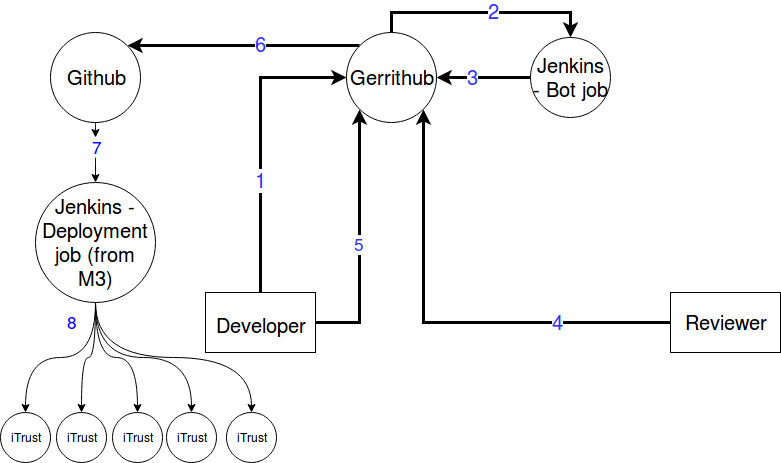 2
6
Github
Gerrithub
3
Jenkins
- Bot job
7
1
Jenkins -
Deployment
job (from
M3)
5
8
Developer
4
Reviewer
iTrust
iTrust
iTrust
iTrust
iTrust